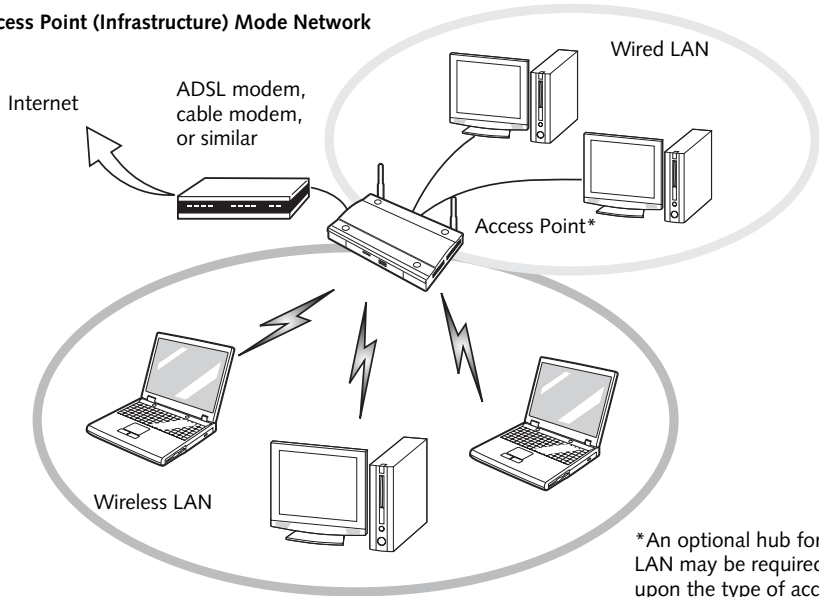 cess Point (Infrastructure) Mode Network
Wired LAN
Internet
ADSL modem,
cable modem,
or similar
Access Point*
Wireless LAN
*An optional hub for
LAN may be required
upon the type of acc